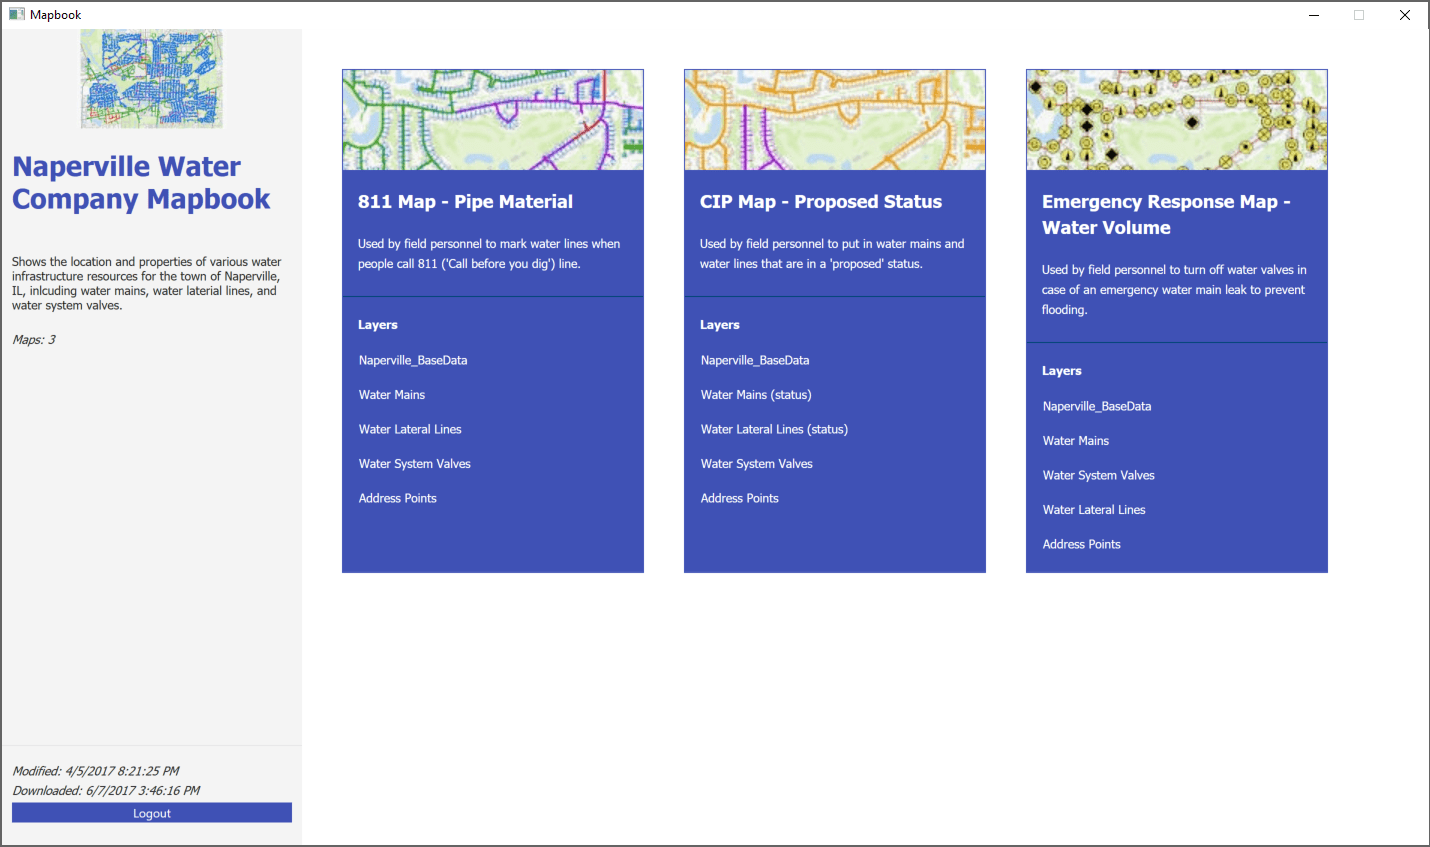 Mapbook
Naperville Water
Company Mapbook
Shows the location and properties of various water
infrastructure resources for the town of Naperville,
IL, inlcuding water mains, water laterial lines, and
water system valves.
Maps: 3
Modified: 4/5/2017 8:21:25 PM
Downloaded: 6/7/2017 3:46:16 PM
Logout
811 Map - Pipe Material
Used by field personnel to mark water lines when
people call 811 ('Call before you dig') line.
Layers
Naperville_BaseData
Water Mains
Water Lateral Lines
Water System Valves
Address Points
CIP Map - Proposed Status
Used by field personnel to put in water mains and
water lines that are in a 'proposed' status.
Layers
Naperville_BaseData
Water Mains (status)
Water Lateral Lines (status)
Water System Valves
Address Points
Emergency Response Map -
Water Volume
Used by field personnel to turn off water valves in
case of an emergency water main leak to prevent
flooding.
Layers
Naperville_BaseData
Water Mains
Water System Valves
Water Lateral Lines
Address Points